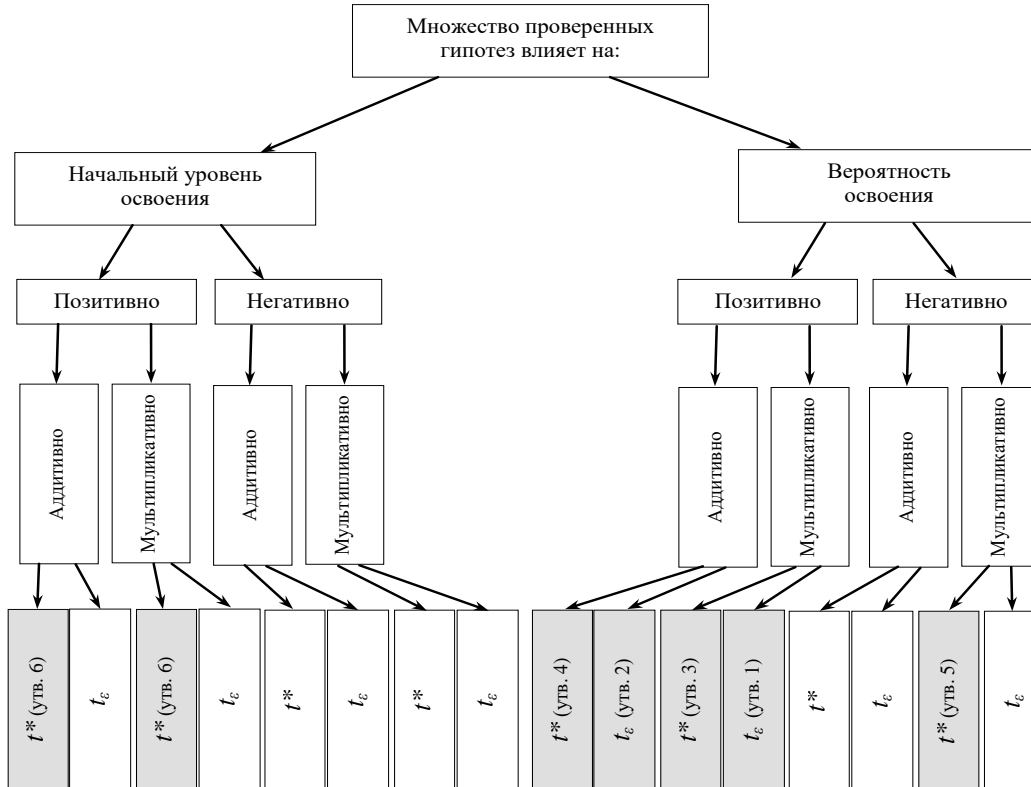 Множество проверенных
гипотез влияет на:
Начальный уровень
освоения
Вероятность
освоения
Позитивно
Негативно
Позитивно
Негативно
Аддитивно
Мультипликативно
Аддитивно
Мультипликативно
Аддитивно
Мультипликативно
Аддитивно
Мультипликативно
t* (утв. 6)
tε
t* (утв. 6)
tε
t*
tε
t*
tε
t* (утв. 4)
tε (утв. 2)
t* (утв. 3)
tε (утв. 1)
t*
tε
t* (утв. 5)
tε